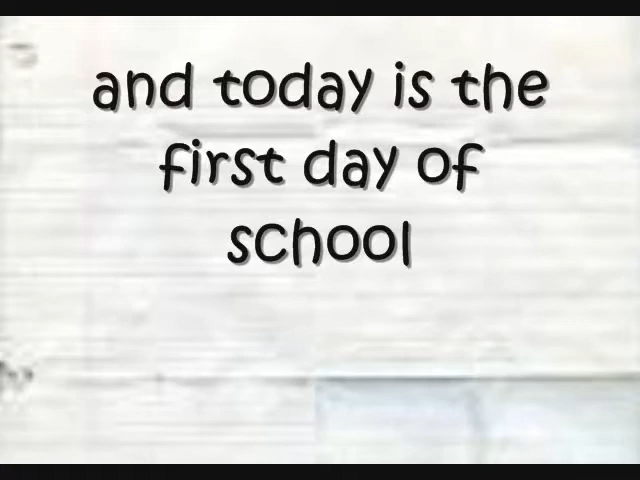 and today is the
first day of
school